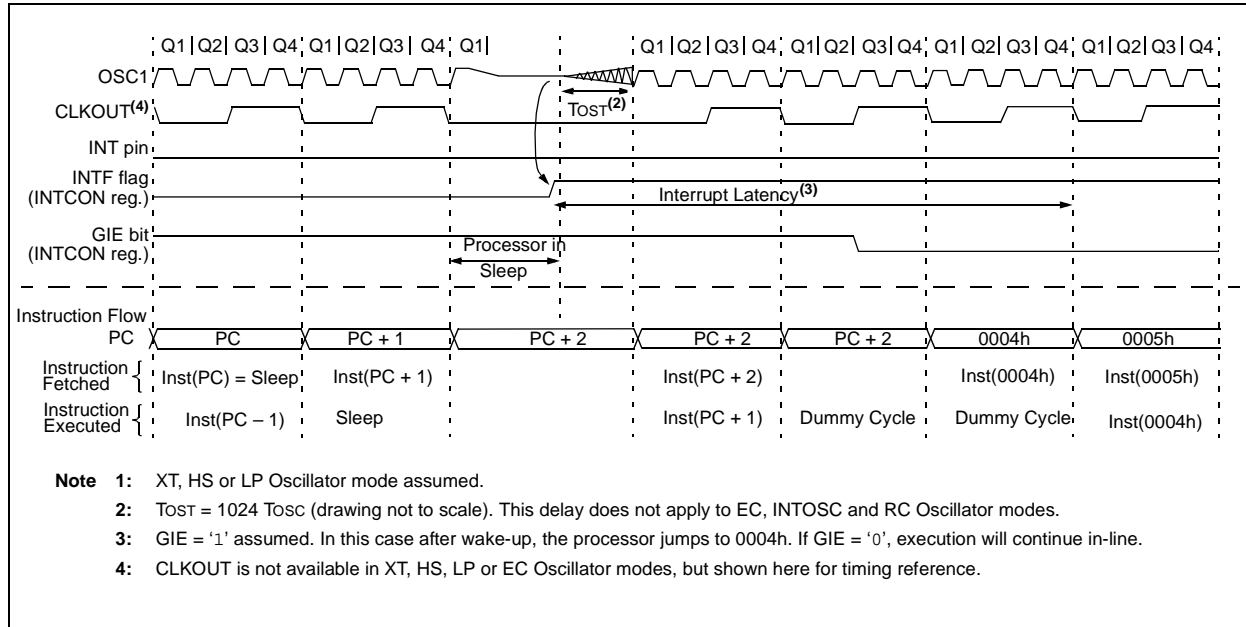 Q1 Q2 Q3 Q4 Q1 Q2 Q3 Q4 Q1 Q1 Q2 Q3 Q4 Q1 Q2 Q3 Q4 Q1 Q2 Q3 Q4 Q1 Q2 Q3 Q4
OSC1
TOST(2)
CLKOUT(4)
INT pin
INTF flag
(INTCON reg.)
Interrupt Latency(3)
GIE bit
(INTCON reg.)
Processor in
Sleep
Instruction Flow
PC PC PC + 1 PC + 2 PC + 2 PC + 2 0004h 0005h
Instruction
Fetched
Inst(PC) = Sleep Inst(PC + 1) Inst(PC + 2) Inst(0004h) Inst(0005h)
Instruction
Executed
Inst(PC – 1) Sleep Inst(PC + 1) Dummy Cycle Dummy Cycle Inst(0004h)
Note 1: XT, HS or LP Oscillator mode assumed.
2: TOST = 1024 TOSC (drawing not to scale). This delay does not apply to EC, INTOSC and RC Oscillator modes.
3: GIE = '1' assumed. In this case after wake-up, the processor jumps to 0004h. If GIE = '0', execution will continue in-line.
4: CLKOUT is not available in XT, HS, LP or EC Oscillator modes, but shown here for timing reference.